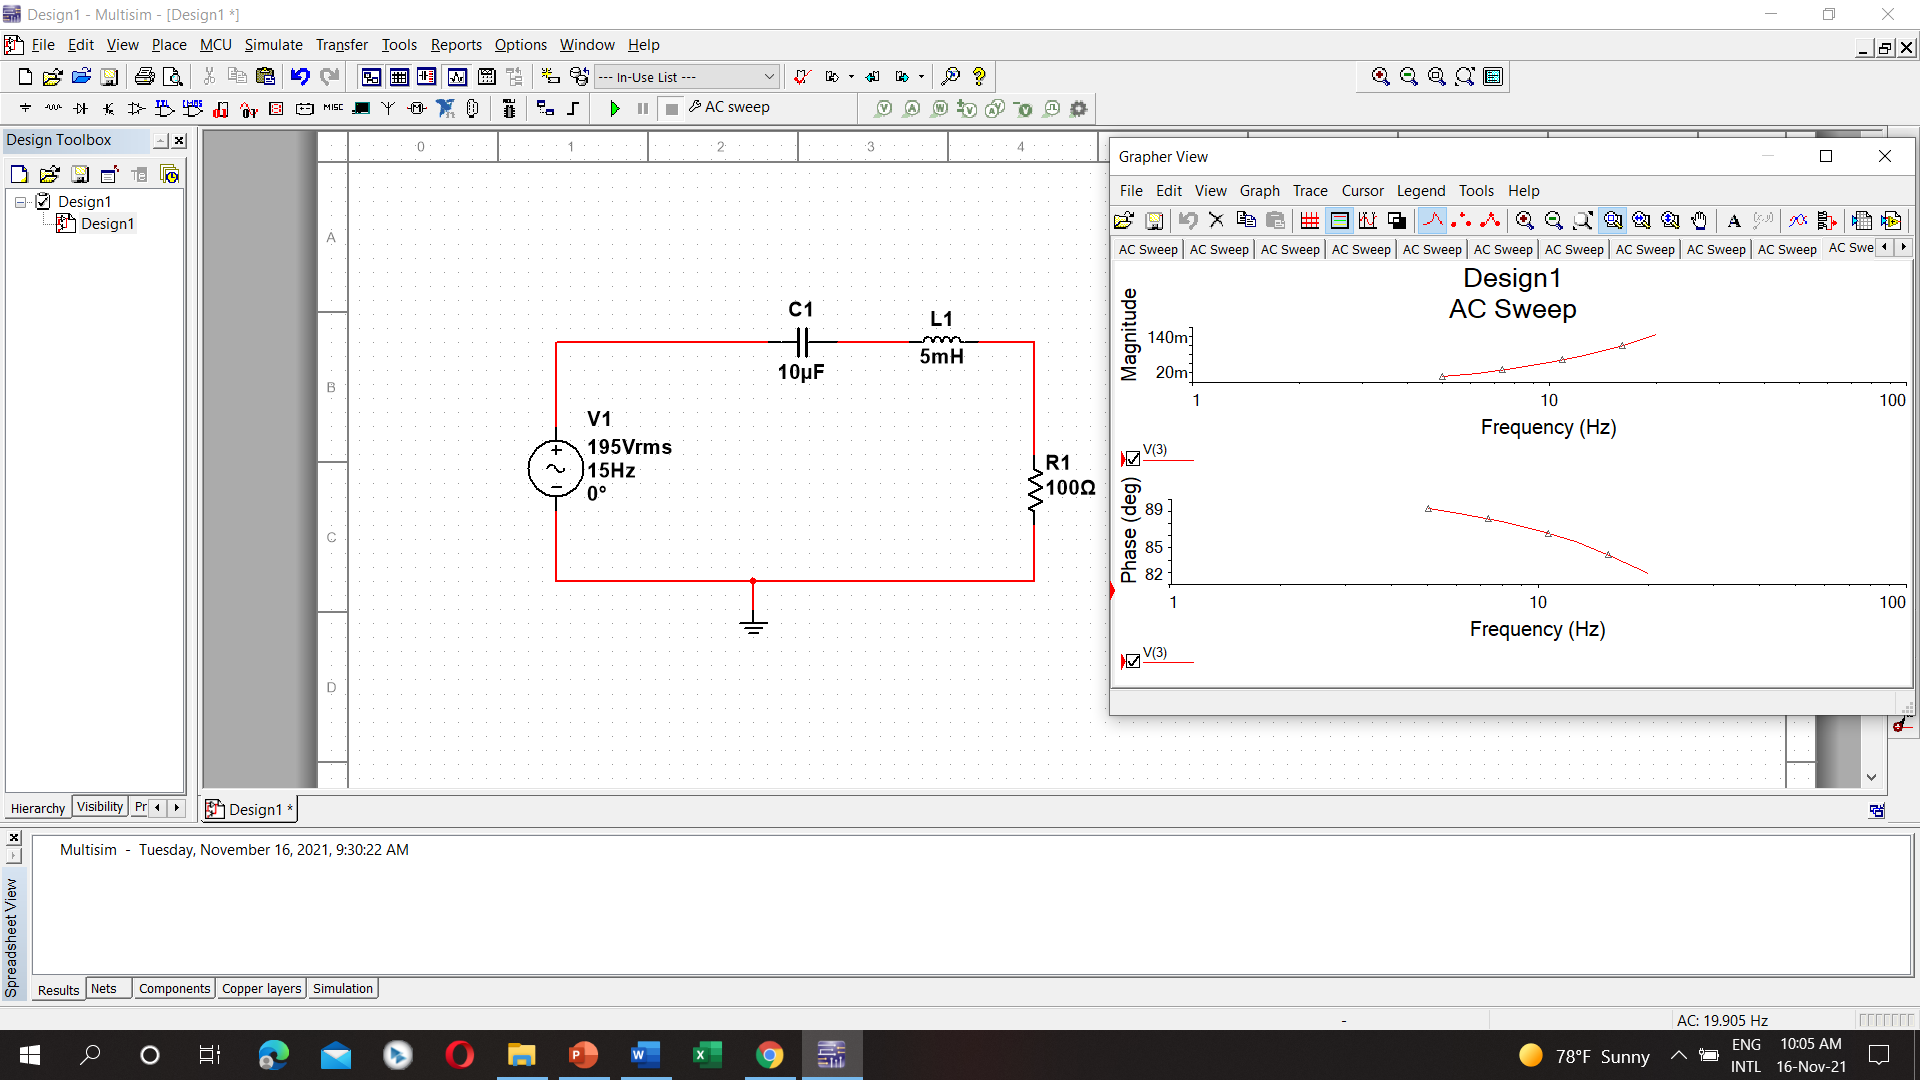 Design1 - Multisim - [Design1 *]
File Edit View Place MCU Simulate Transfer Tools Reports Options Window Help
--- In-Use List ---
MISC
AC sweep
Design Toolbox
Design1
Design1
Hierarchy Visibility Pr
0 1 2 3 4
A
B
C
D
C1
10µF
L1
5mH
V1
195Vrms
15Hz
0°
R1
100Ω
Design1 *
Grapher View
File Edit View Graph Trace Cursor Legend Tools Help
AC Sweep AC Sweep AC Sweep AC Sweep AC Sweep AC Sweep AC Sweep AC Sweep AC Sweep AC Sweep AC Swe
Design1
AC Sweep
Magnitude
140m
20m
1 10 100
Frequency (Hz)
V(3)
Phase (deg)
89
85
82
1 10 100
Frequency (Hz)
V(3)
Spreadsheet View
Multisim - Tuesday, November 16, 2021, 9:30:22 AM
Results Nets Components Copper layers Simulation
- AC: 19.905 Hz
78°F Sunny
ENG
INTL
10:05 AM
16-Nov-21